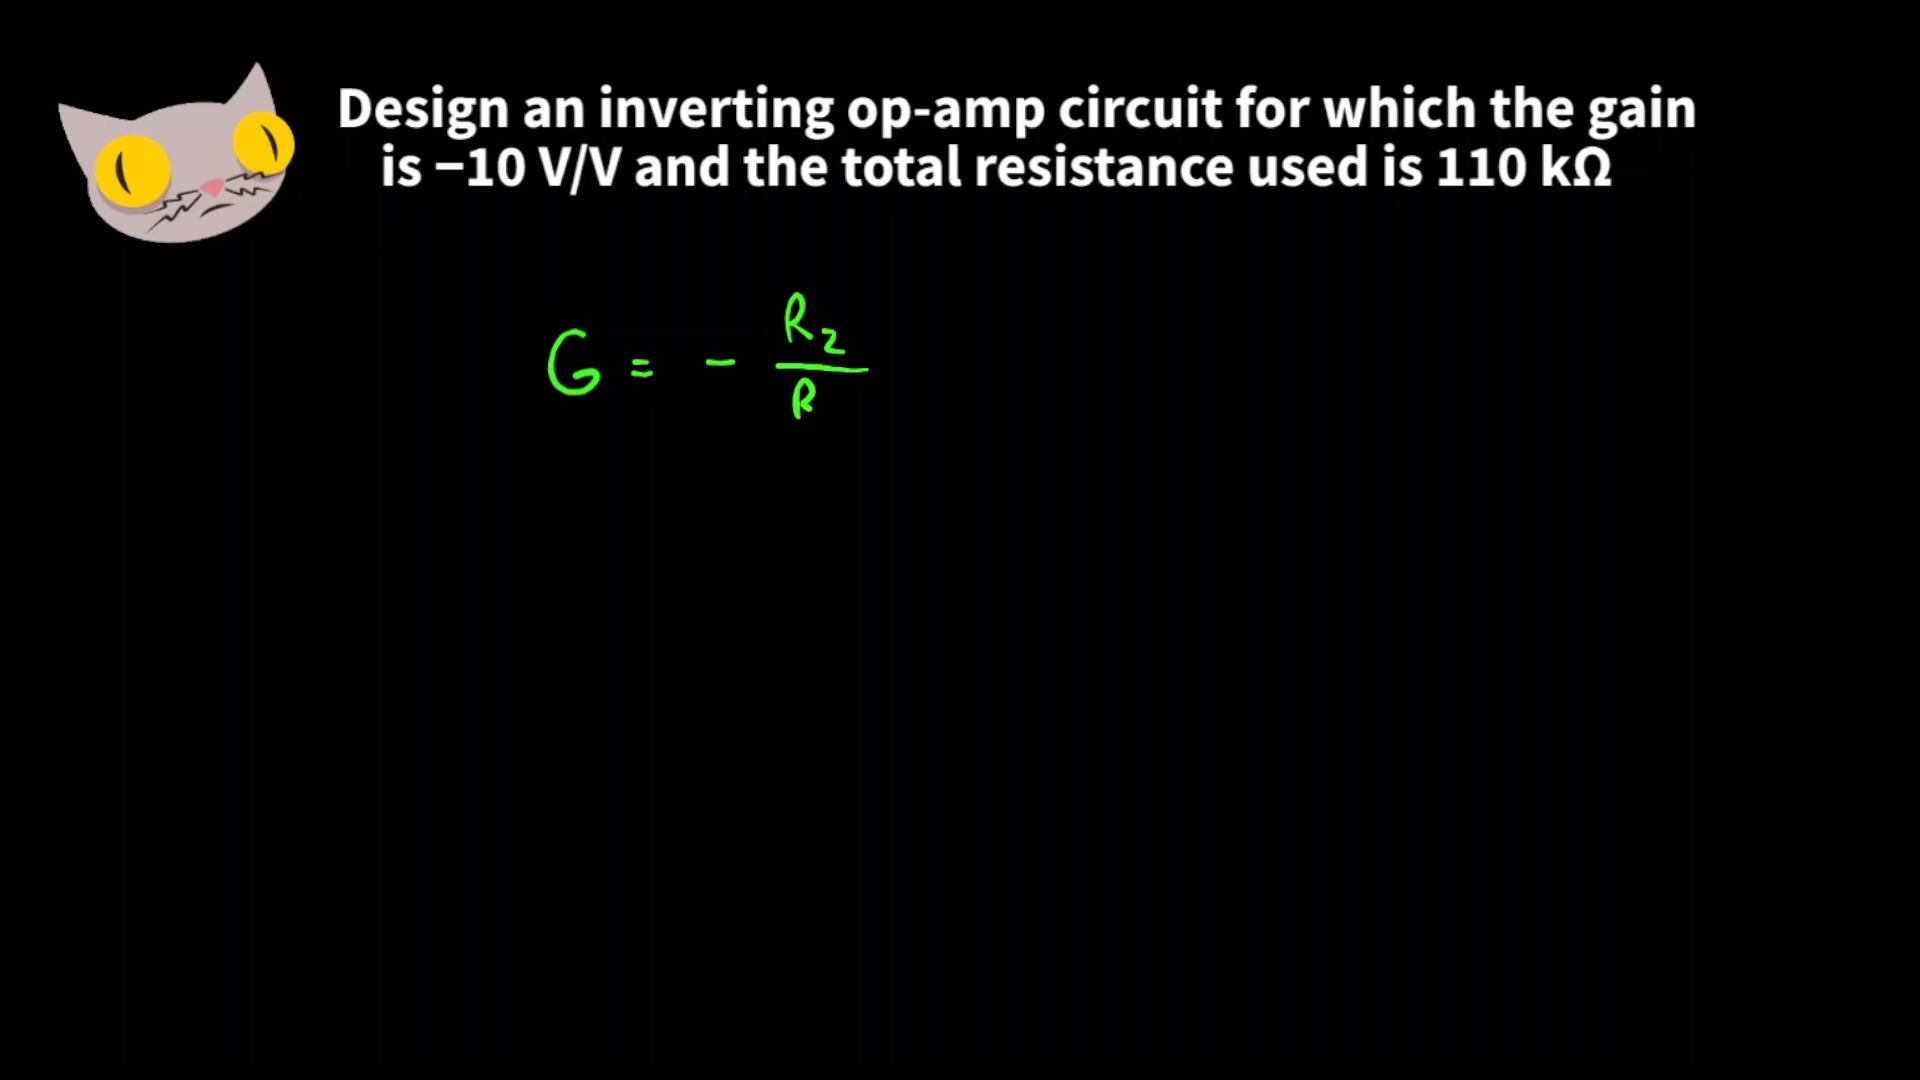 Design an inverting op-amp circuit for which the gain
is −10 V/V and the total resistance used is 110 kΩ
G = - R2
R